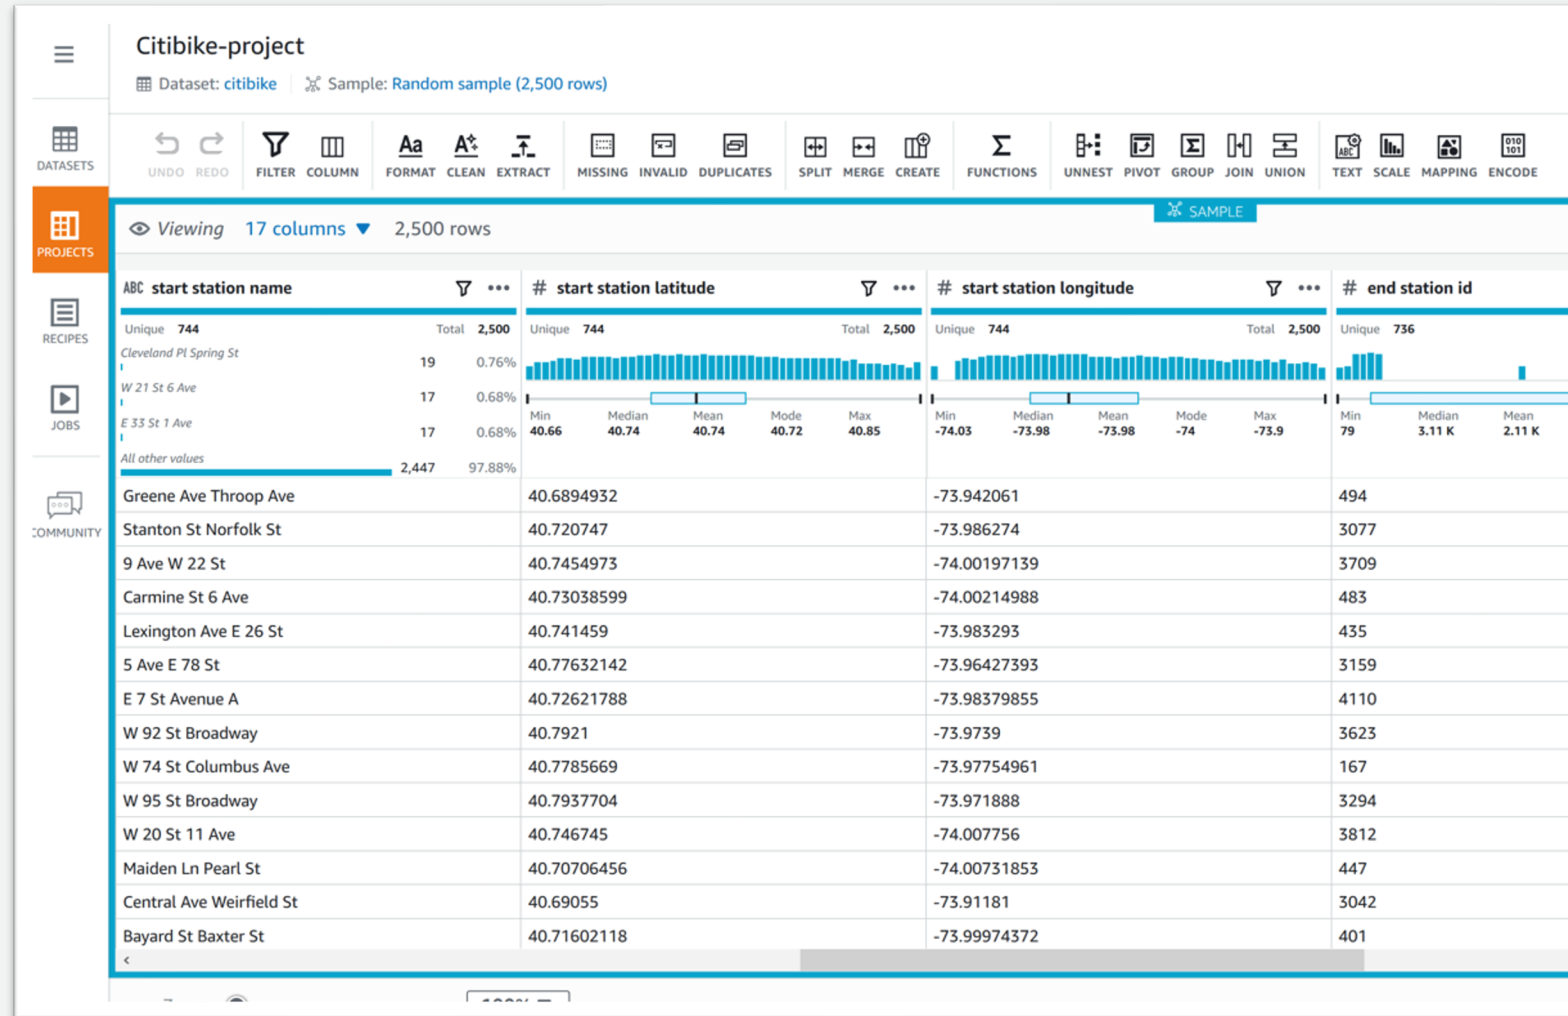 Citibike-project
Dataset: citibike Sample: Random sample (2,500 rows)
UNDO REDO FILTER COLUMN FORMAT CLEAN EXTRACT MISSING INVALID DUPLICATES SPLIT MERGE CREATE FUNCTIONS UNNEST PIVOT GROUP JOIN UNION TEXT SCALE MAPPING ENCODE
DATASETS
PROJECTS
RECIPES
JOBS
COMMUNITY
SAMPLE
Viewing 17 columns 2,500 rows
ABC start station name # start station latitude # start station longitude # end station id
Unique 744 Total 2,500 Unique 744 Total 2,500 Unique 744 Total 2,500 Unique 736
Cleveland Pl Spring St 19 0.76%
W 21 St 6 Ave 17 0.68%
E 33 St 1 Ave 17 0.68%
All other values 2,447 97.88%
Min Median Mean Mode Max Min Median Mean Mode Max Min Median Mean
40.66 40.74 40.74 40.72 40.85 -74.03 -73.98 -73.98 -74 -73.9 79 3.11 K 2.11 K
Greene Ave Throop Ave 40.6894932 -73.942061 494
Stanton St Norfolk St 40.720747 -73.986274 3077
9 Ave W 22 St 40.7454973 -74.00197139 3709
Carmine St 6 Ave 40.73038599 -74.00214988 483
Lexington Ave E 26 St 40.741459 -73.983293 435
5 Ave E 78 St 40.77632142 -73.96427393 3159
E 7 St Avenue A 40.72621788 -73.98379855 4110
W 92 St Broadway 40.7921 -73.9739 3623
W 74 St Columbus Ave 40.7785669 -73.97754961 167
W 95 St Broadway 40.7937704 -73.971888 3294
W 20 St 11 Ave 40.746745 -74.007756 3812
Maiden Ln Pearl St 40.70706456 -74.00731853 447
Central Ave Weirfield St 40.69055 -73.91181 3042
Bayard St Baxter St 40.71602118 -73.99974372 401